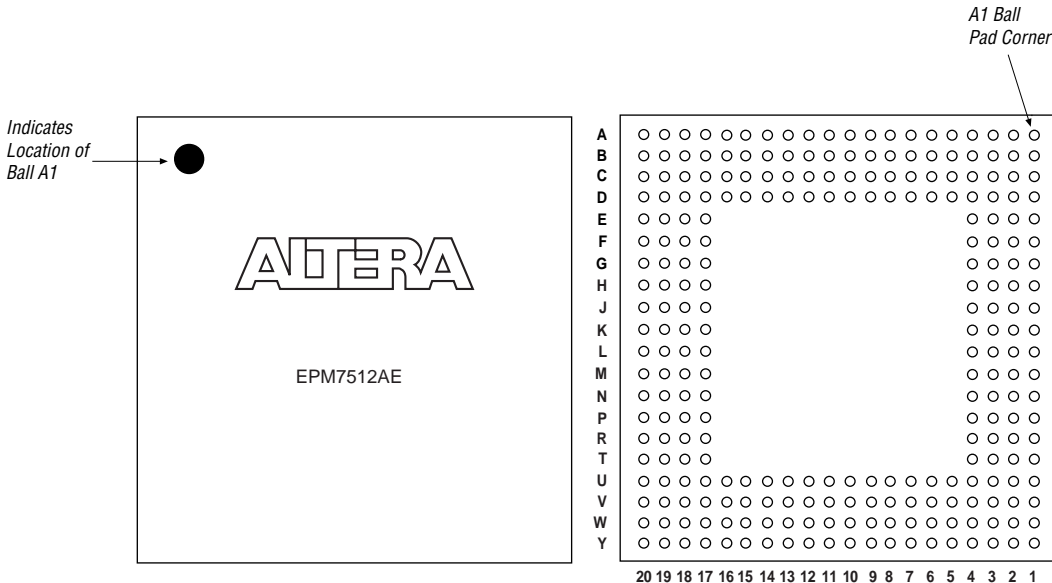 A1 Ball
Pad Corner
Indicates
Location of
Ball A1
ALTERA
EPM7512AE
A
B
C
D
E
F
G
H
J
K
L
M
N
P
R
T
U
V
W
Y
20 19 18 17 16 15 14 13 12 11 10 9 8 7 6 5 4 3 2 1